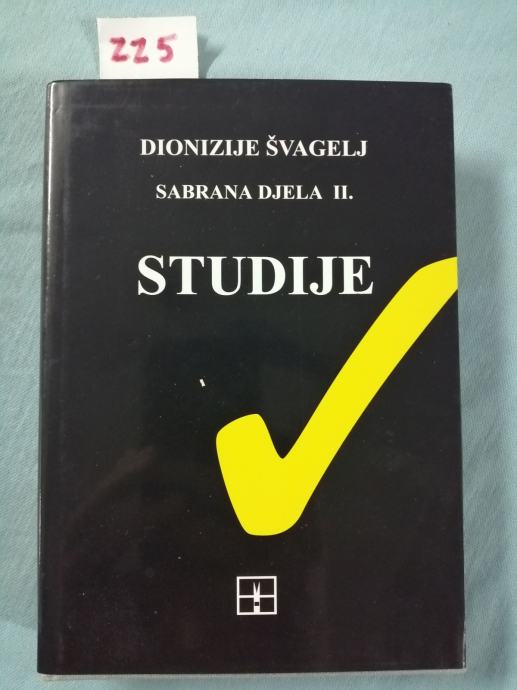 225
DIONIZIJE ŠVAGELJ
SABRANA DJELA II.
STUDIJE